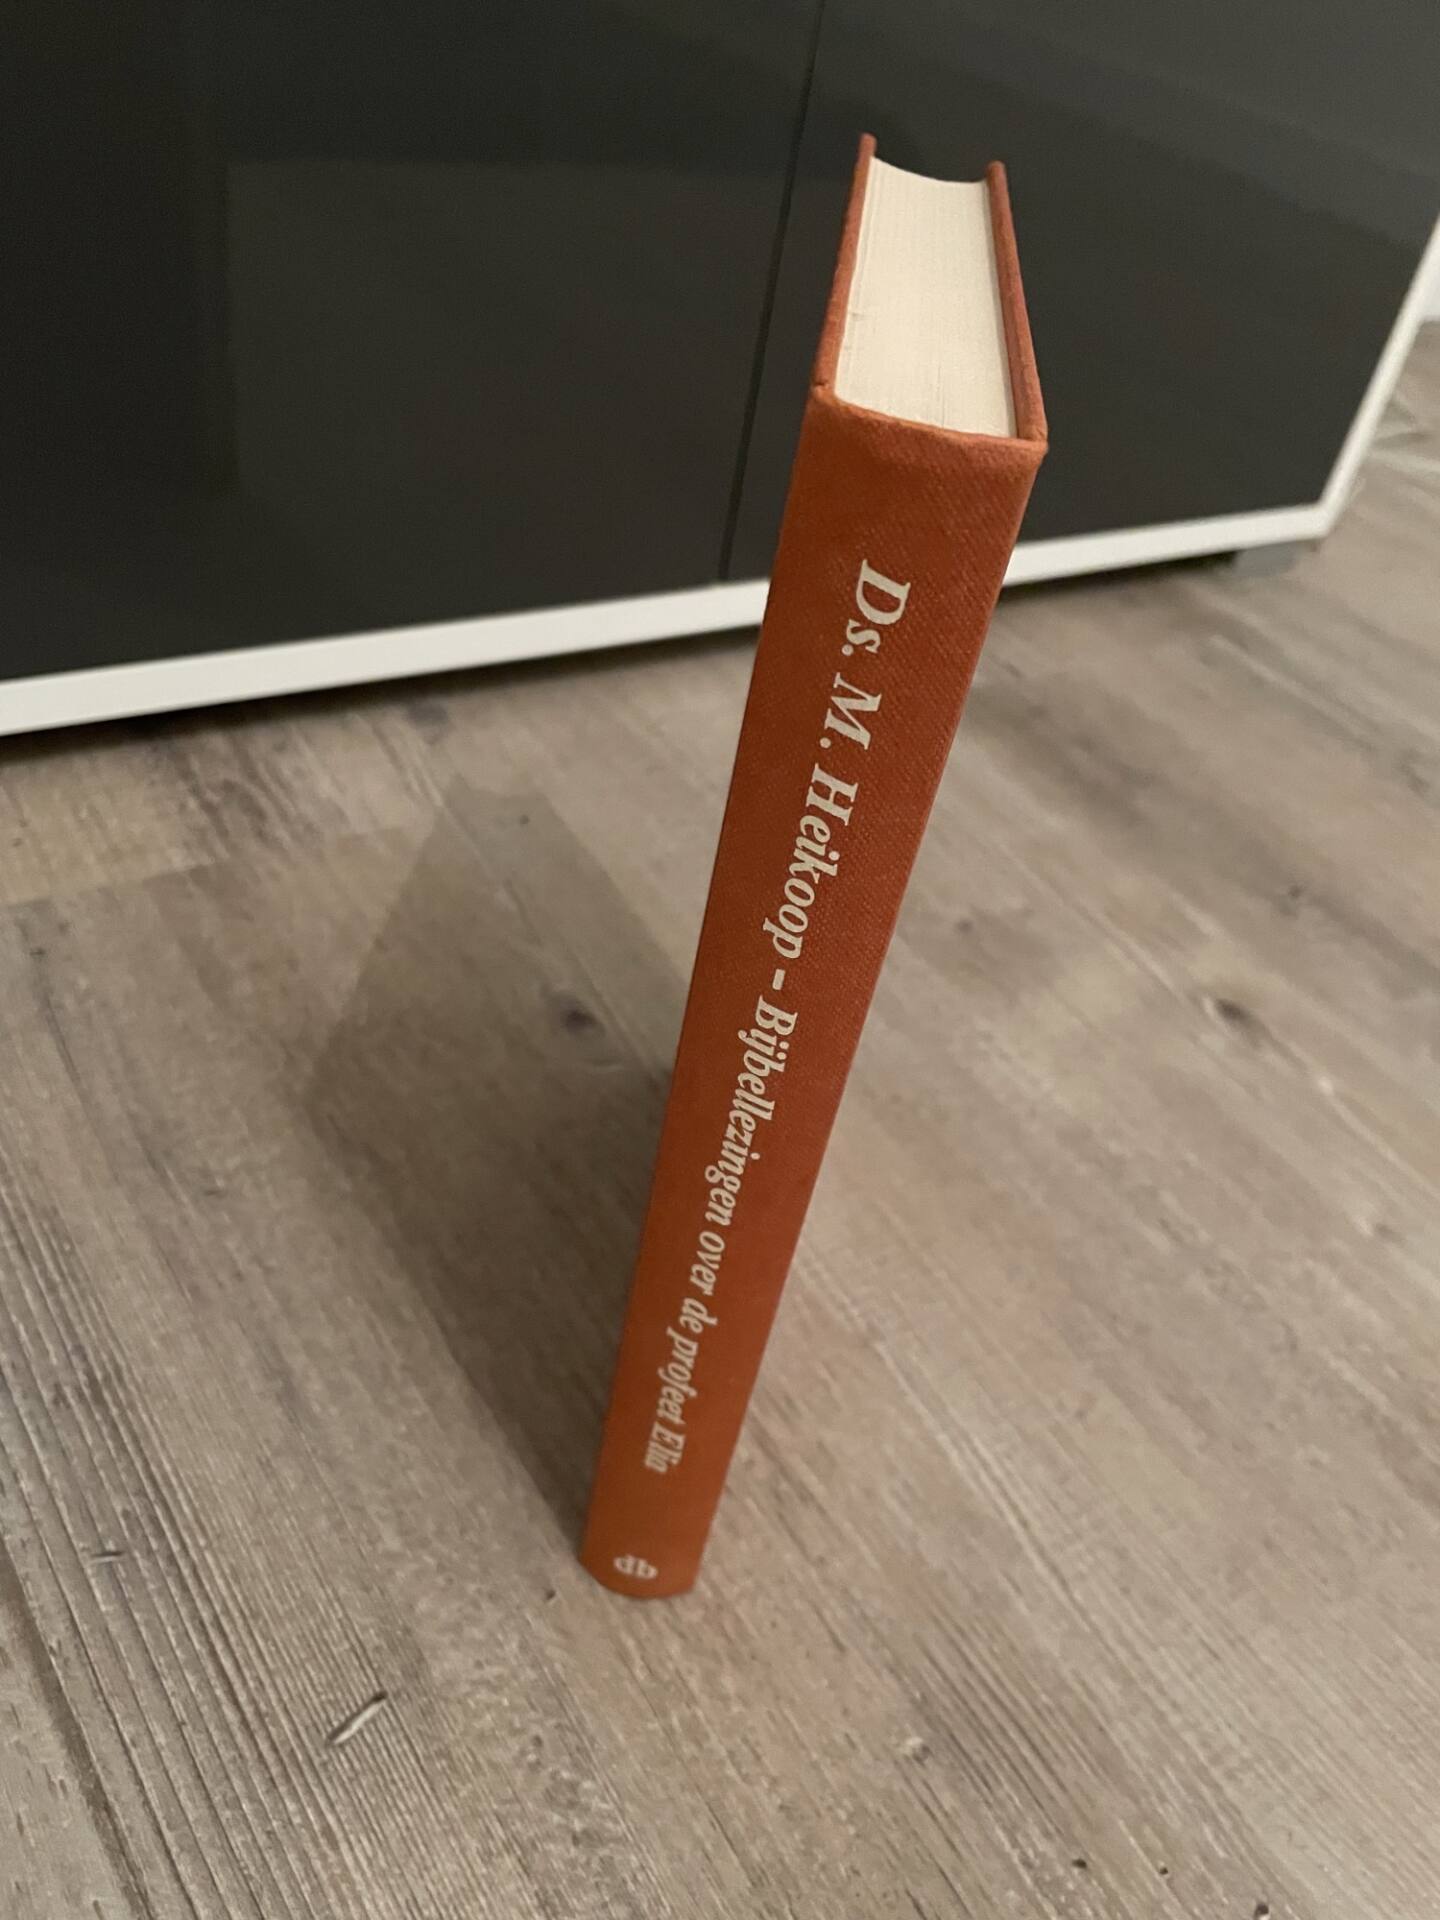 Ds. M. Heikoop - Bijbellezingen over de profeet Elia
db